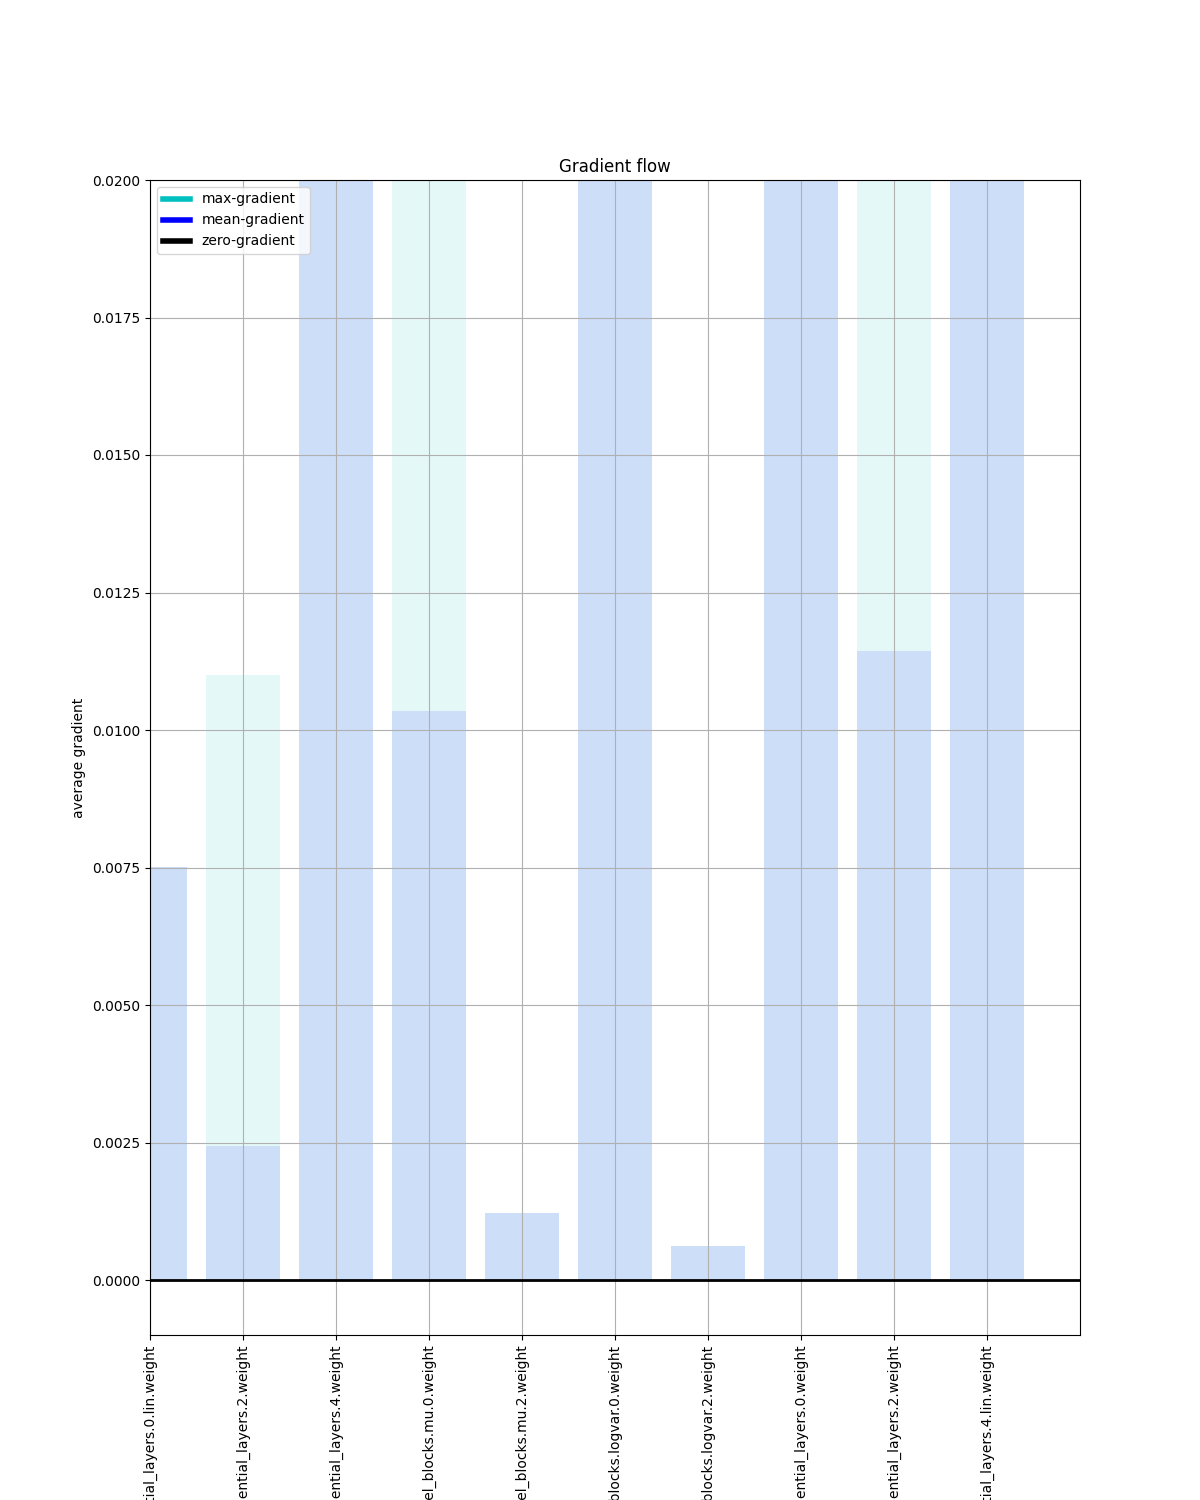 Gradient flow
max-gradient
mean-gradient
zero-gradient
0.0200
0.0175
0.0150
0.0125
0.0100
0.0075
0.0050
0.0025
0.0000
average gradient
tial_layers.0.lin.weight
ential_layers.2.weight
ential_layers.4.weight
el_blocks.mu.0.weight
el_blocks.mu.2.weight
blocks.logvar.0.weight
blocks.logvar.2.weight
ential_layers.0.weight
ential_layers.2.weight
tial_layers.4.lin.weight